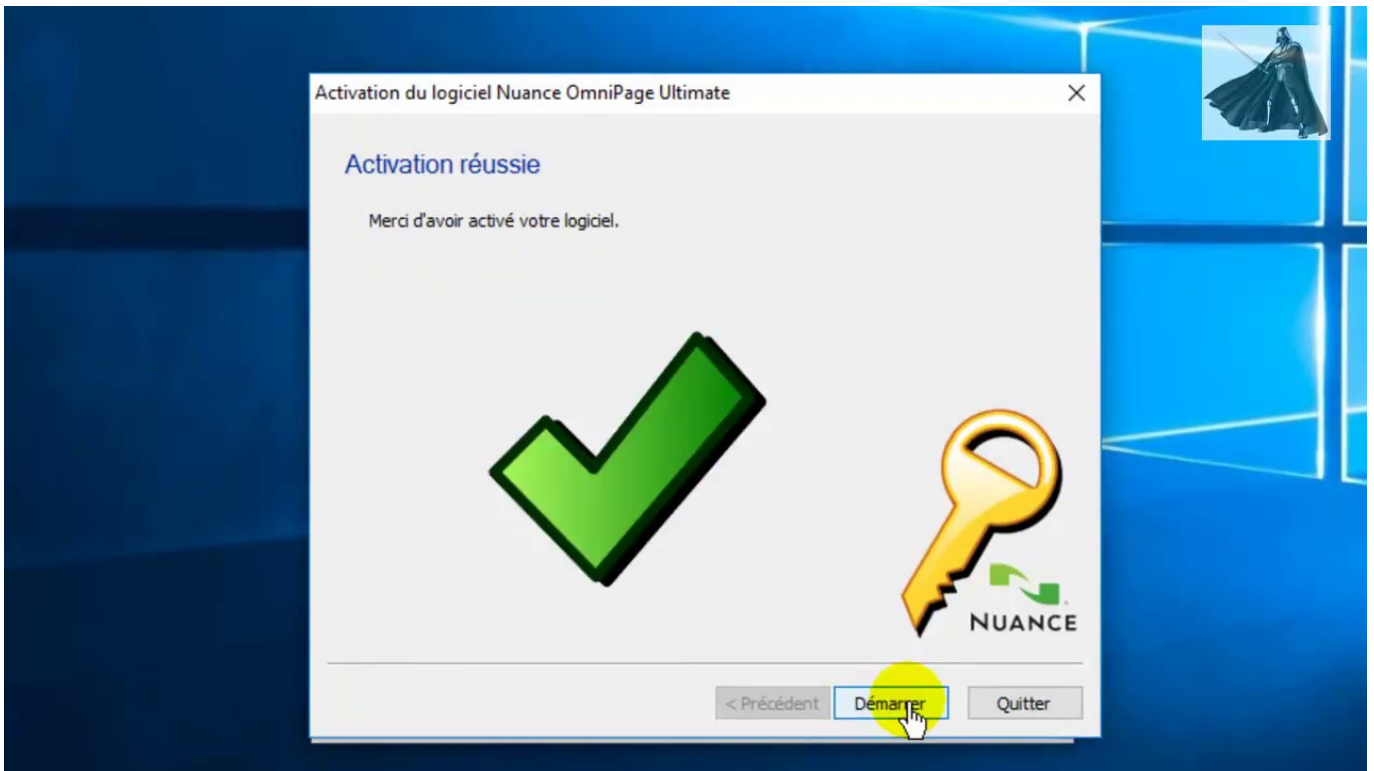 Activation du logiciel Nuance OmniPage Ultimate
Activation réussie
Merci d'avoir activé votre logiciel.
NUANCE
< Précédent
Démarrer
Quitter